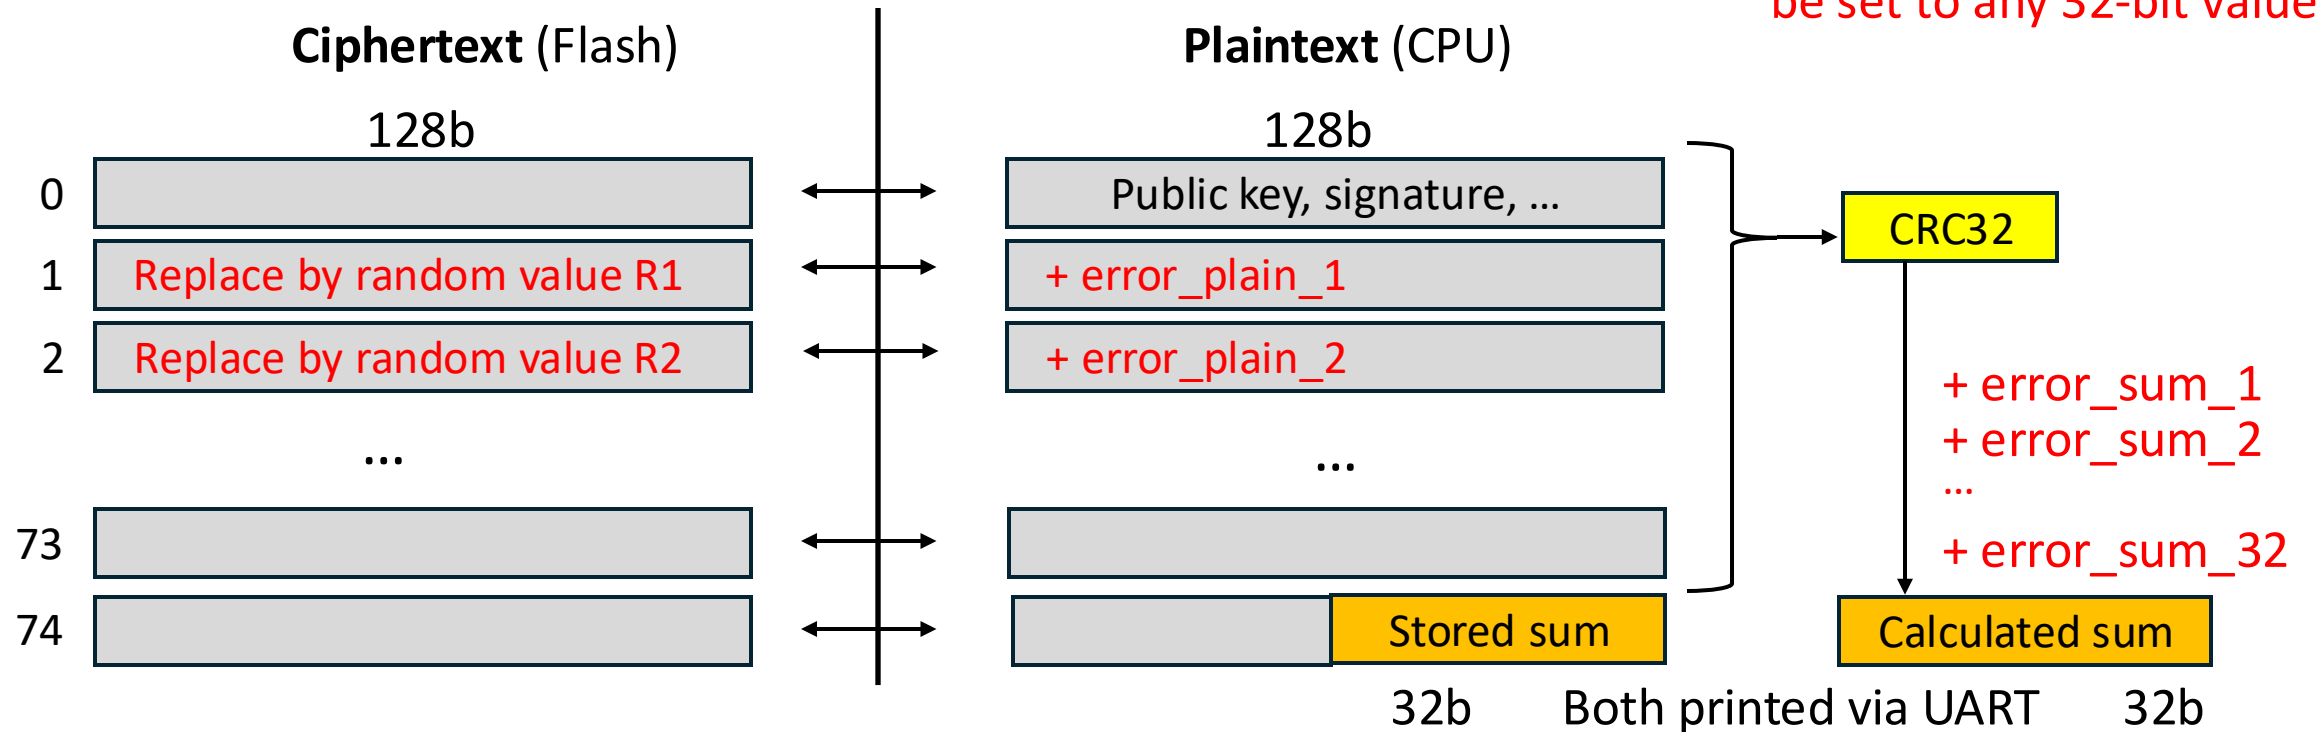 be set to any 32-bit value
Ciphertext (Flash)
Plaintext (CPU)
128b
128b
0
Public key, signature, ...
CRC32
1
Replace by random value R1
+ error_plain_1
2
Replace by random value R2
+ error_plain_2
+ error_sum_1
+ error_sum_2
...
...
...
+ error_sum_32
73
74
Stored sum
Calculated sum
32b
Both printed via UART
32b